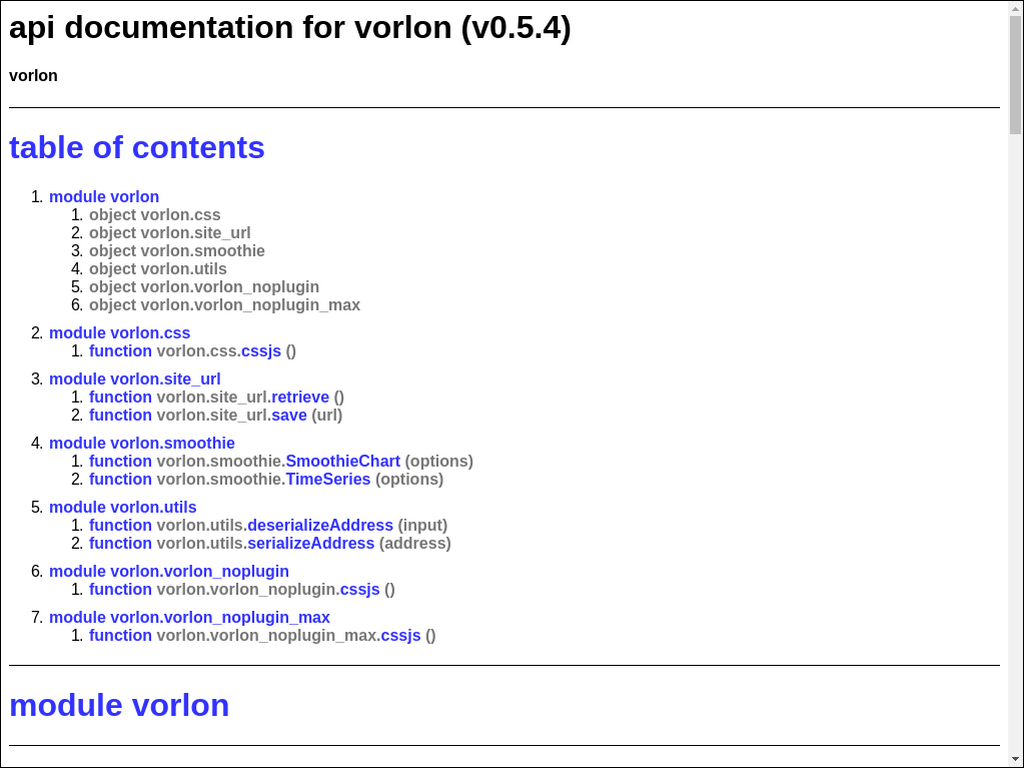 api documentation for vorlon (v0.5.4)
vorlon
table of contents
1. module vorlon
1. object vorlon.css
2. object vorlon.site_url
3. object vorlon.smoothie
4. object vorlon.utils
5. object vorlon.vorlon_noplugin
6. object vorlon.vorlon_noplugin_max
2. module vorlon.css
1. function vorlon.css.cssjs ()
3. module vorlon.site_url
1. function vorlon.site_url.retrieve ()
2. function vorlon.site_url.save (url)
4. module vorlon.smoothie
1. function vorlon.smoothie.SmoothieChart (options)
2. function vorlon.smoothie.TimeSeries (options)
5. module vorlon.utils
1. function vorlon.utils.deserializeAddress (input)
2. function vorlon.utils.serializeAddress (address)
6. module vorlon.vorlon_noplugin
1. function vorlon.vorlon_noplugin.cssjs ()
7. module vorlon.vorlon_noplugin_max
1. function vorlon.vorlon_noplugin_max.cssjs ()
module vorlon